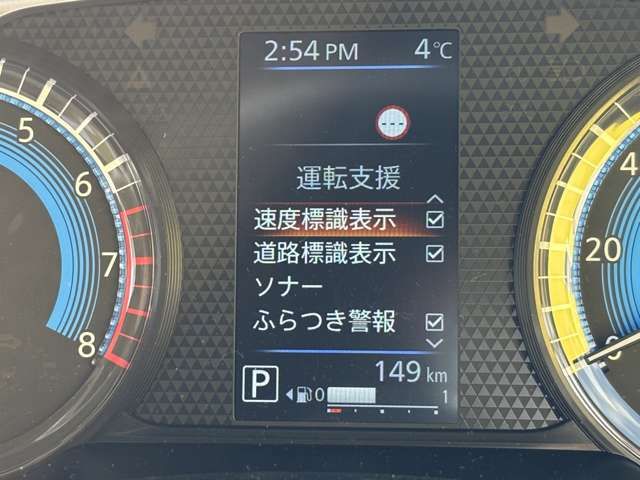 2:54 PM 4℃
運転支援
速度標識表示
道路標識表示
ソナー
ふらつき警報
149 km
P 0 1
5
6
7
8
4
20
0